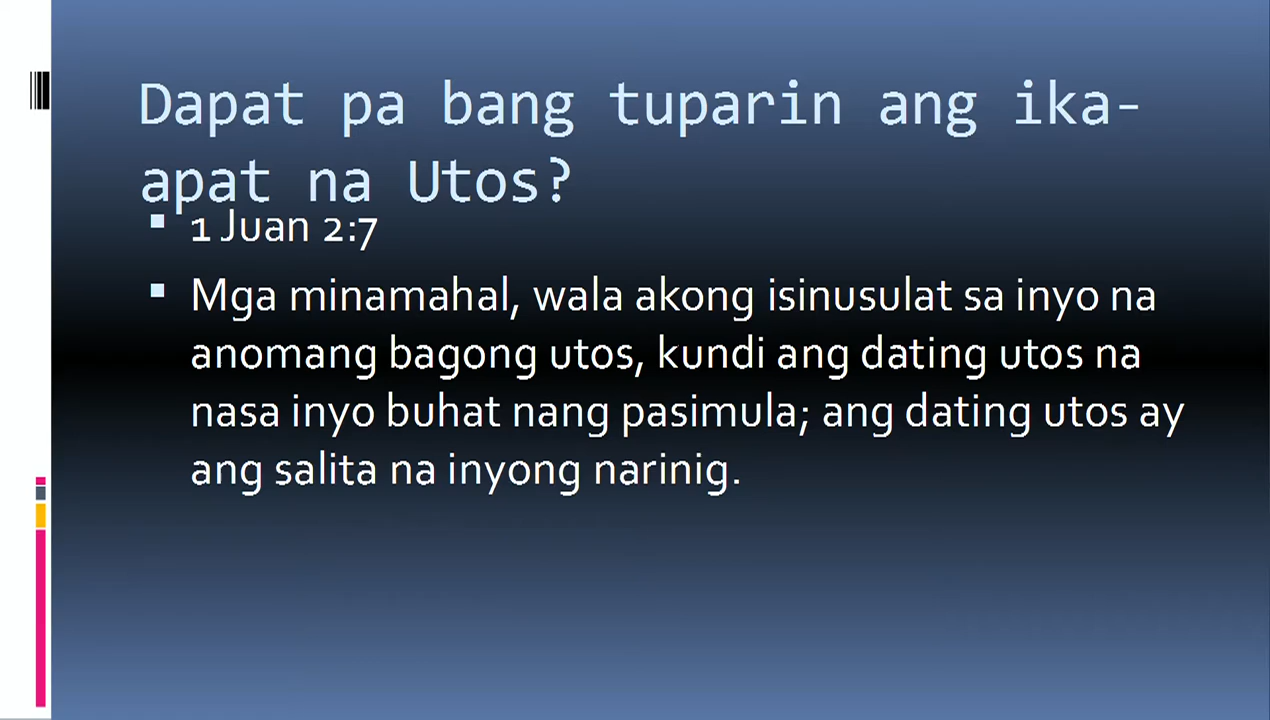 Dapat pa bang tuparin ang ika-
apat na Utos?
1 Juan 2:7
Mga minamahal, wala akong isinusulat sa inyo na
anomang bagong utos, kundi ang dating utos na
nasa inyo buhat nang pasimula; ang dating utos ay
ang salita na inyong narinig.